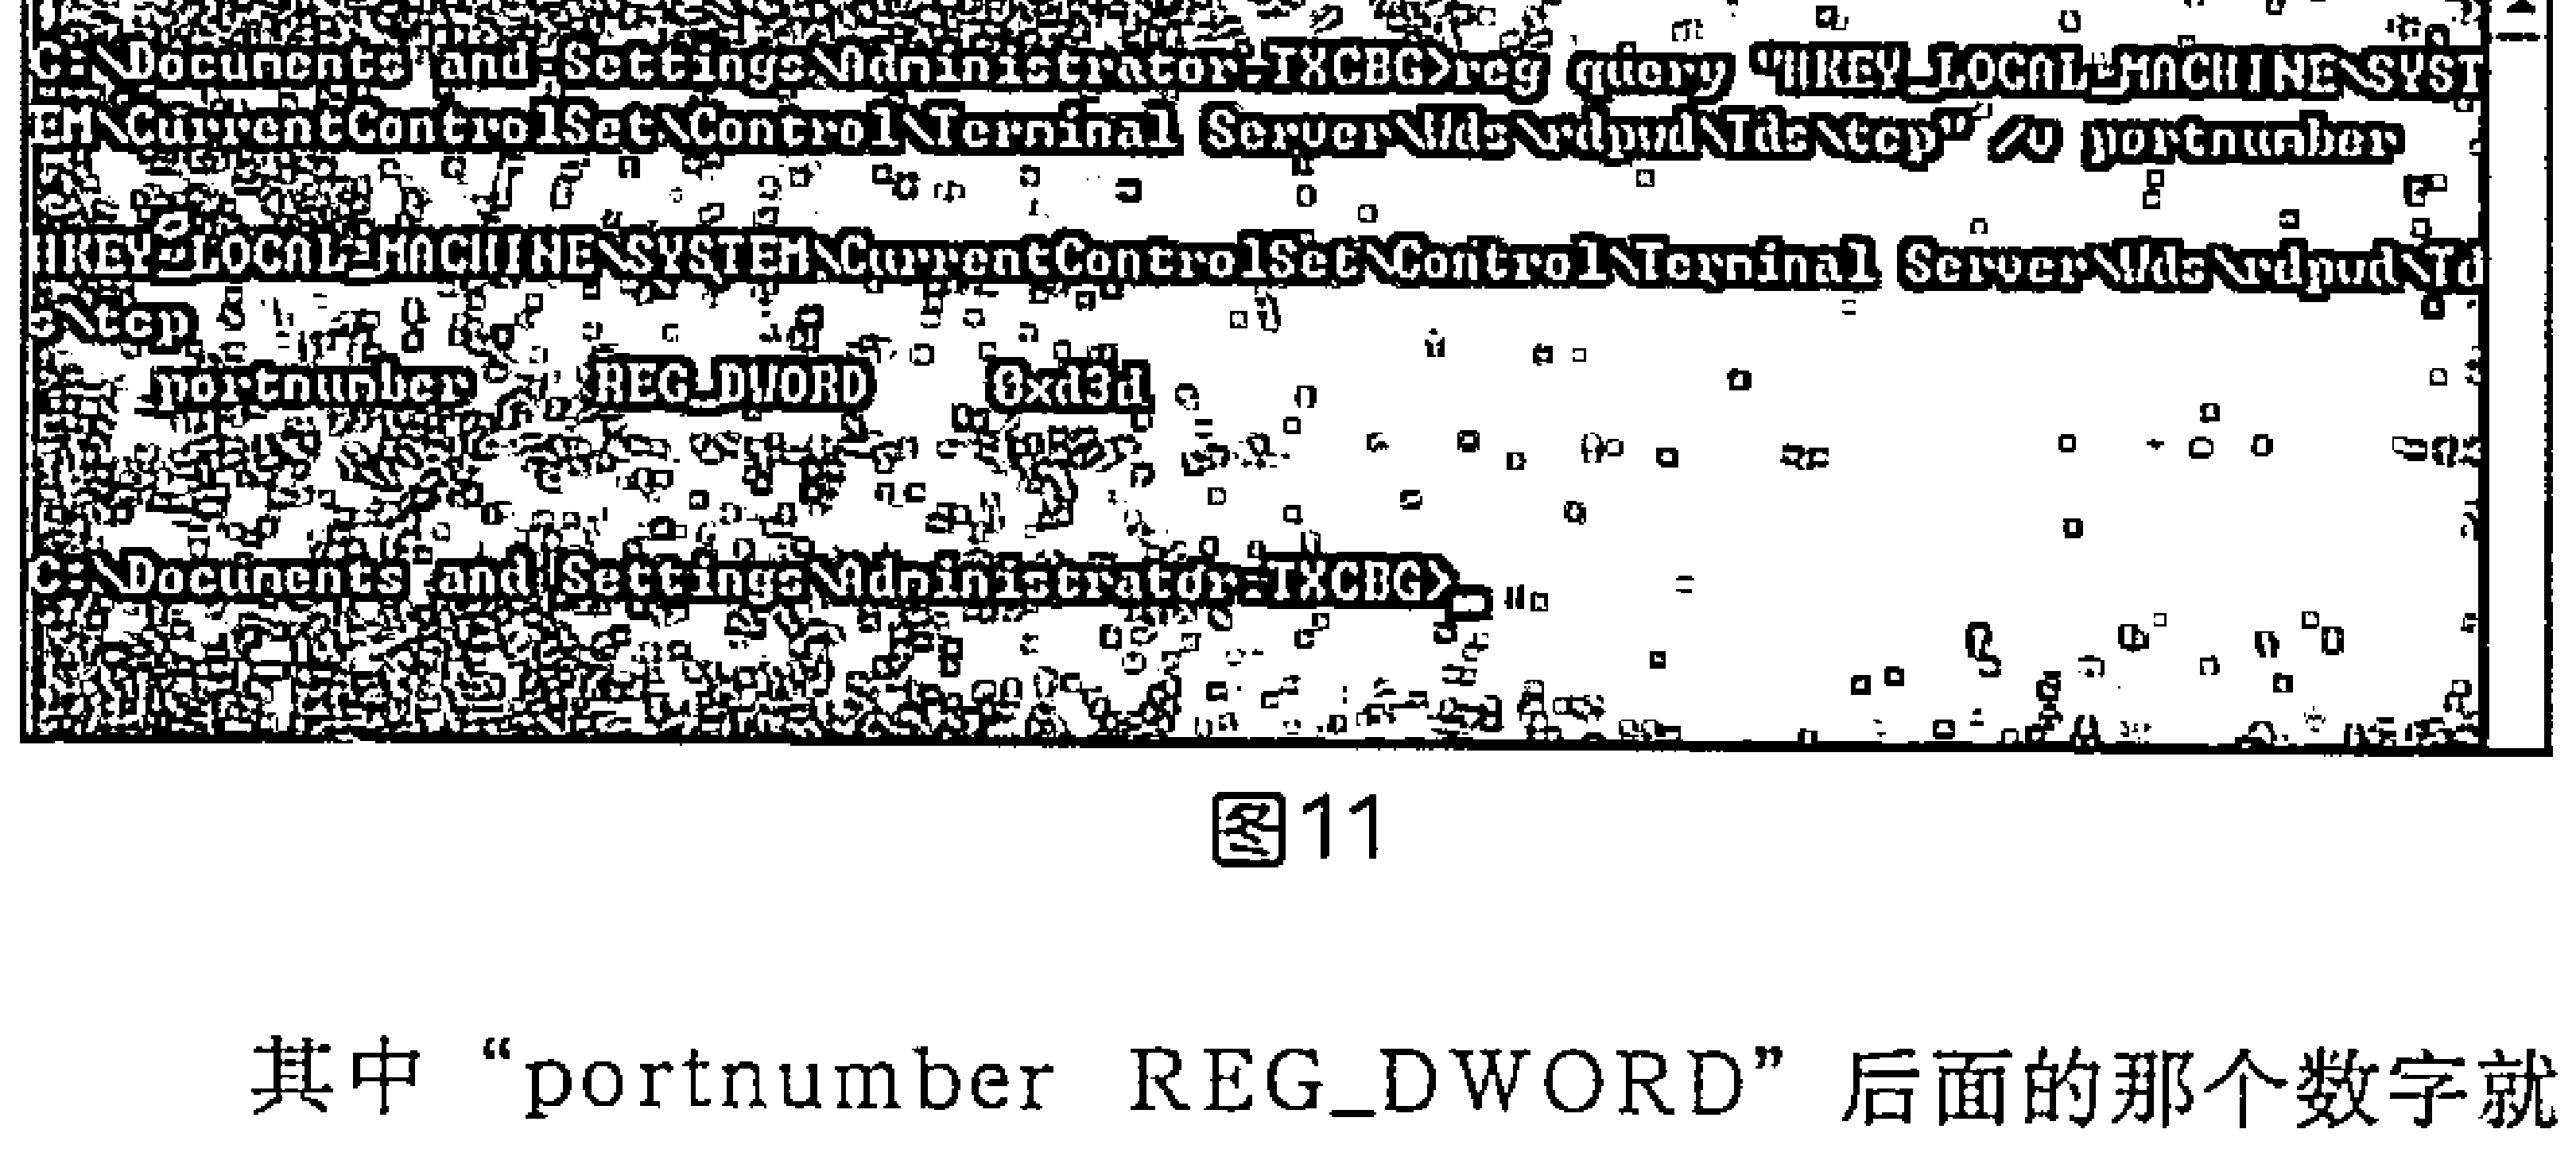 C:\Documents and Settings\Administrator-TXCBG>reg query "HKEY_LOCAL_MACHINE\SYST
EM\CurrentControlSet\Control\Terminal Server\Wds\rdpwd\Tds\tcp" /v portnumber
HKEY_LOCAL_MACHINE\SYSTEM\CurrentControlSet\Control\Terminal Server\Wds\rdpwd\Td
s\tcp
portnumber REG_DWORD 0xd3d
C:\Documents and Settings\Administrator-TXCBG>
图11
其中“portnumber REG_DWORD”后面的那个数字就